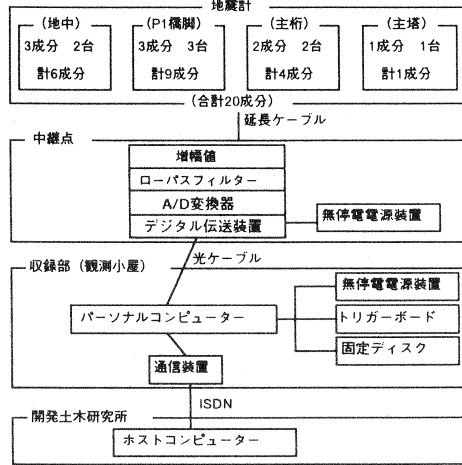 地震計
(地中) (P1橋脚) (主桁) (主塔)
3成分 2台 3成分 3台 2成分 2台 1成分 1台
計6成分 計9成分 計4成分 計1成分
(合計20成分)
延長ケーブル
中継点
増幅値
ローパスフィルター
A/D変換器
デジタル伝送装置 無停電電源装置
収録部(観測小屋) 光ケーブル
無停電電源装置
パーソナルコンピューター トリガーボード
固定ディスク
通信装置
ISDN
開発土木研究所
ホストコンピューター